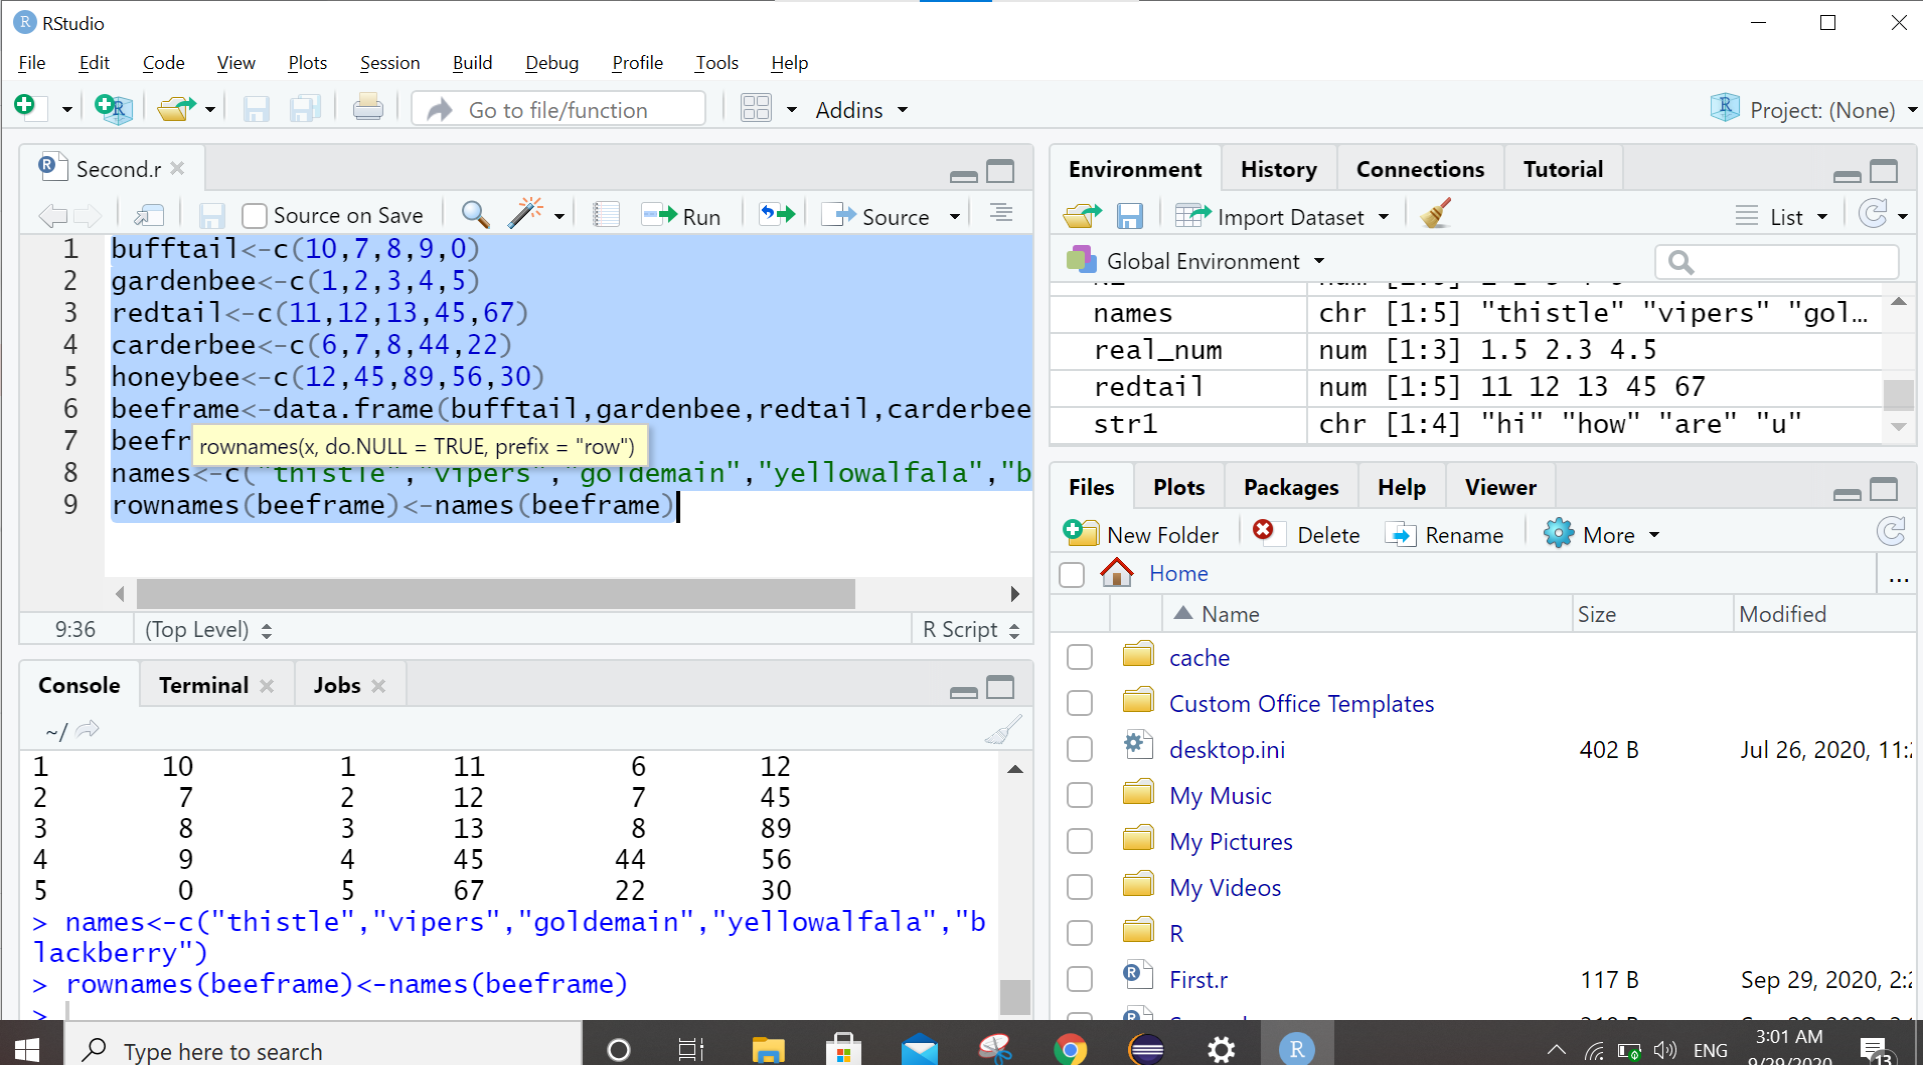 RStudio
File Edit Code View Plots Session Build Debug Profile Tools Help
Go to file/function Addins Project: (None)
Second.r
Source on Save Run Source
1 bufftail<-c(10,7,8,9,0)
2 gardenbee<-c(1,2,3,4,5)
3 redtail<-c(11,12,13,45,67)
4 carderbee<-c(6,7,8,44,22)
5 honeybee<-c(12,45,89,56,30)
6 beeframe<-data.frame(bufftail,gardenbee,redtail,carderbee
7 beefr
rownames(x, do.NULL = TRUE, prefix = "row")
8 names<-c("thistle","vipers","goldemain","yellowalfala","b
9 rownames(beeframe)<-names(beeframe)
9:36 (Top Level) R Script
Console Terminal Jobs
~/
1 10 1 11 6 12
2 7 2 12 7 45
3 8 3 13 8 89
4 9 4 45 44 56
5 0 5 67 22 30
> names<-c("thistle","vipers","goldemain","yellowalfala","b
lackberry")
> rownames(beeframe)<-names(beeframe)
>
Environment History Connections Tutorial
Import Dataset List
Global Environment
names chr [1:5] "thistle" "vipers" "gol…
real_num num [1:3] 1.5 2.3 4.5
redtail num [1:5] 11 12 13 45 67
str1 chr [1:4] "hi" "how" "are" "u"
Files Plots Packages Help Viewer
New Folder Delete Rename More
Home ...
Name Size Modified
cache
Custom Office Templates
desktop.ini 402 B Jul 26, 2020, 11:
My Music
My Pictures
My Videos
R
First.r 117 B Sep 29, 2020, 2:
Type here to search
ENG 3:01 AM
9/29/2020
13